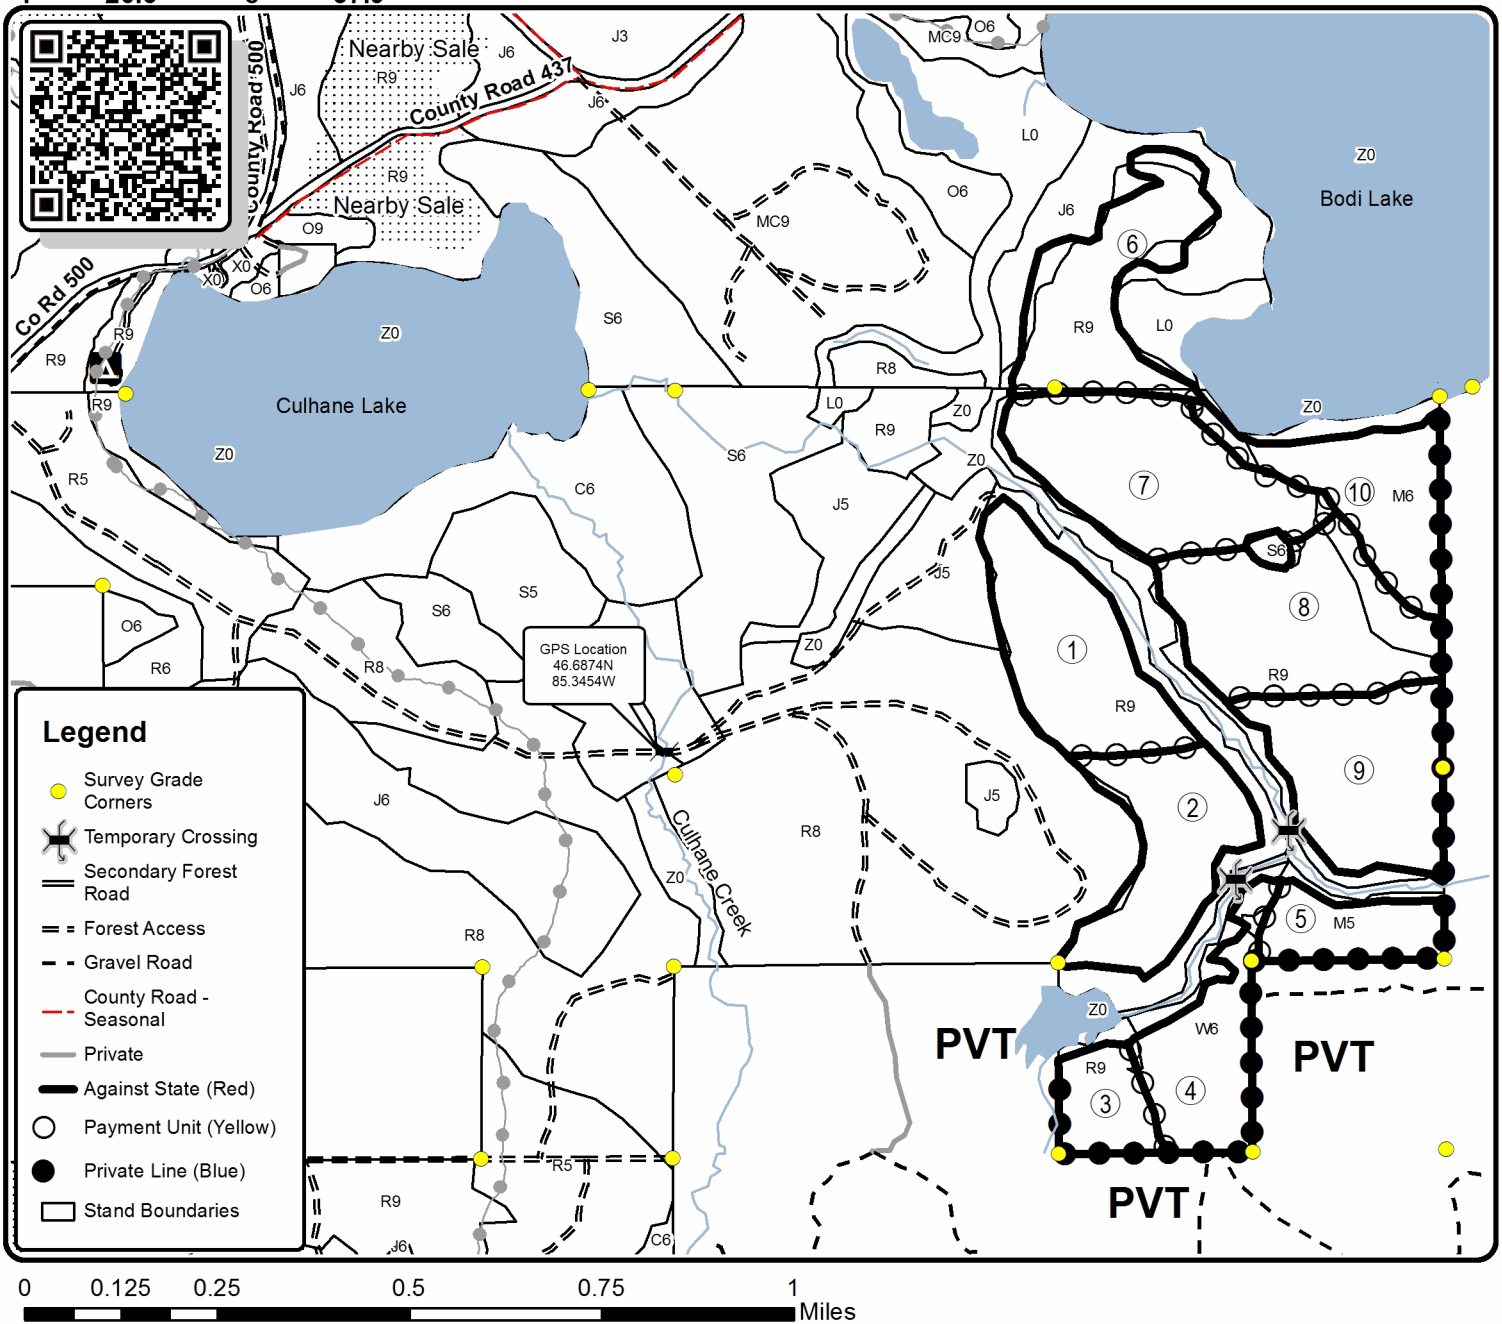 Nearby Sale
R9
J6
J3
J6
County Road 437
J6
County Road 500
R9
Nearby Sale
O9
X0
X0
O6
Co Rd 500
R9
R9
R9
Z0
Culhane Lake
Z0
S6
MC9
MC9
O6
L0
O6
J6
Z0
Bodi Lake
6
R9
L0
R8
L0
R9
Z0
Z0
Z0
S6
C6
J5
J5
7
10
M6
S6
8
R9
9
R5
O6
R6
S6
S5
R8
Z0
GPS Location
46.6874N
85.3454W
1
R9
2
J5
R8
J6
Z0
Culhane Creek
R8
5
M5
Z0
W6
R9
3
4
PVT
PVT
PVT
R5
R9
J6
C6
Legend
Survey Grade
Corners
Temporary Crossing
Secondary Forest
Road
Forest Access
Gravel Road
County Road -
Seasonal
Private
Against State (Red)
Payment Unit (Yellow)
Private Line (Blue)
Stand Boundaries
0 0.125 0.25 0.5 0.75 1
Miles